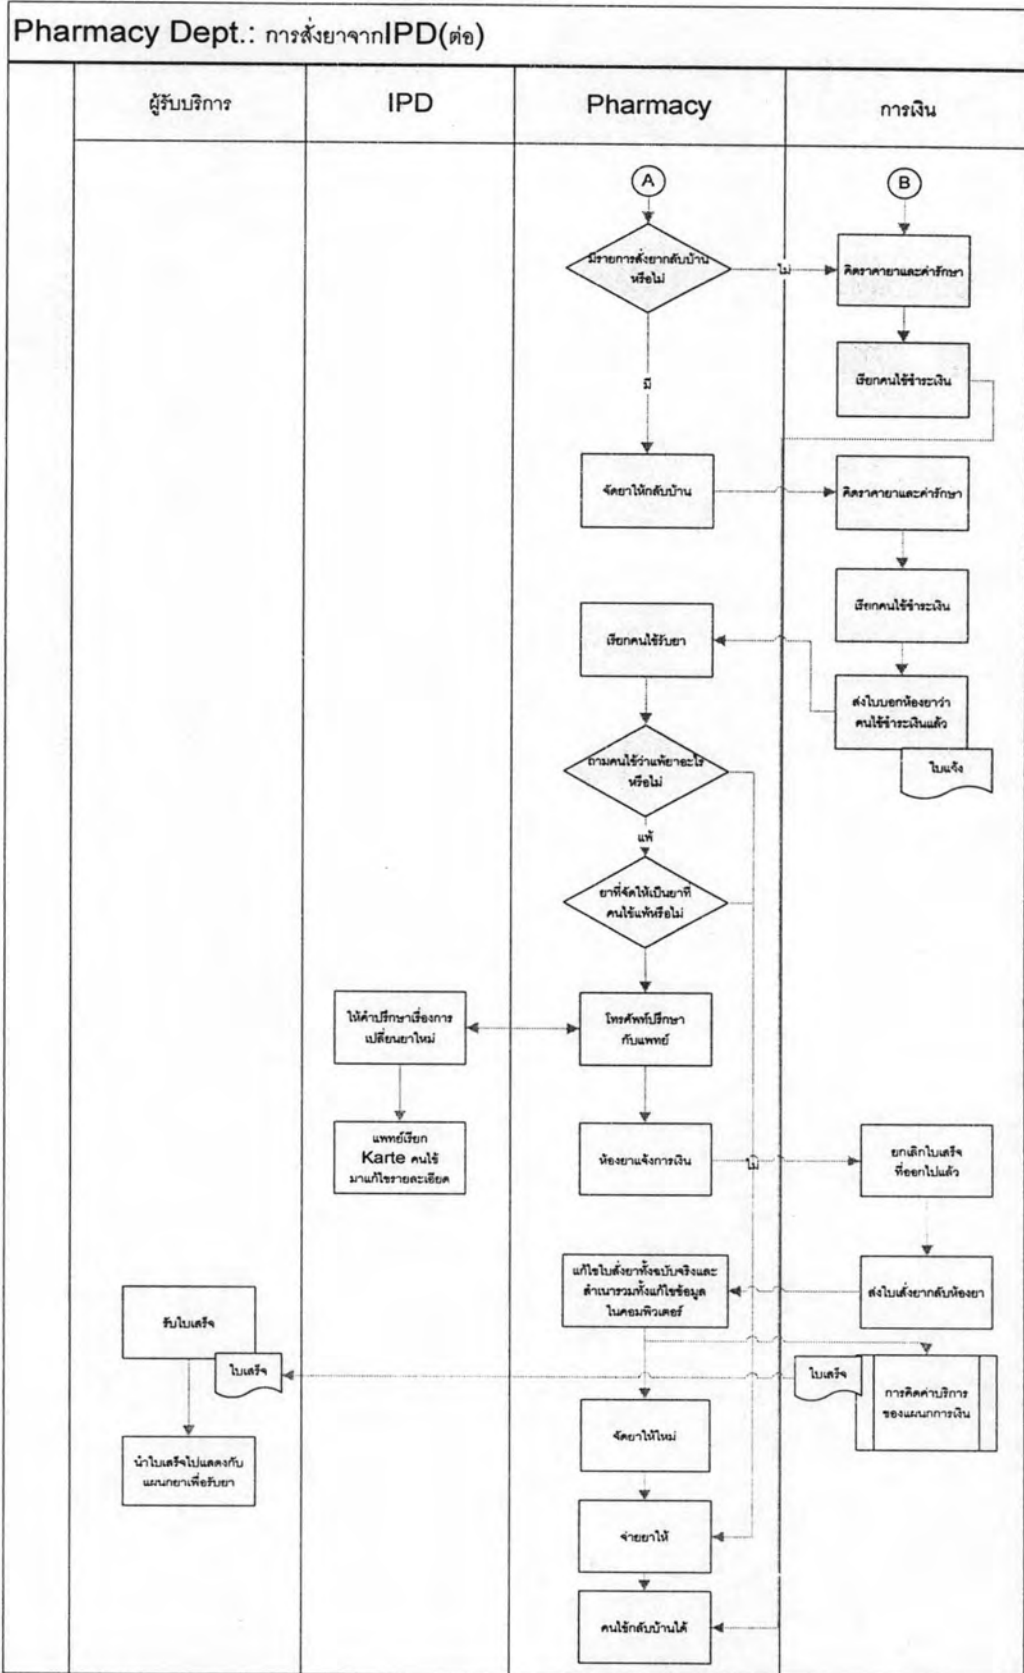 Pharmacy Dept.: การสั่งยาจากIPD(ต่อ)
ผู้รับบริการ
IPD
Pharmacy
การเงิน
A
B
มีรายการสั่งยากลับบ้าน
หรือไม่
ไม่
คิดราคายาและค่ารักษา
เรียกคนไข้ชำระเงิน
มี
จัดยาให้กลับบ้าน
คิดราคายาและค่ารักษา
เรียกคนไข้ชำระเงิน
เรียกคนไข้รับยา
ส่งใบบอกห้องยาว่า
คนไข้ชำระเงินแล้ว
ใบแจ้ง
ถามคนไข้ว่าแพ้ยาอะไร
หรือไม่
แพ้
ยาที่จัดให้เป็นยาที่
คนไข้แพ้หรือไม่
ให้คำปรึกษาเรื่องการ
เปลี่ยนยาใหม่
โทรศัพท์ปรึกษา
กับแพทย์
แพทย์เรียก
Karte คนไข้
มาแก้ไขรายละเอียด
ห้องยาแจ้งการเงิน
ไม่
ยกเลิกใบเสร็จ
ที่ออกไปแล้ว
แก้ไขใบสั่งยาทั้งฉบับจริงและ
สำเนารวมทั้งแก้ไขข้อมูล
ในคอมพิวเตอร์
ส่งใบสั่งยากลับห้องยา
รับใบเสร็จ
ใบเสร็จ
ใบเสร็จ
การคิดค่าบริการ
ของแผนกการเงิน
จัดยาให้ใหม่
นำใบเสร็จไปแสดงกับ
แผนกยาเพื่อรับยา
จ่ายยาให้
คนไข้กลับบ้านได้